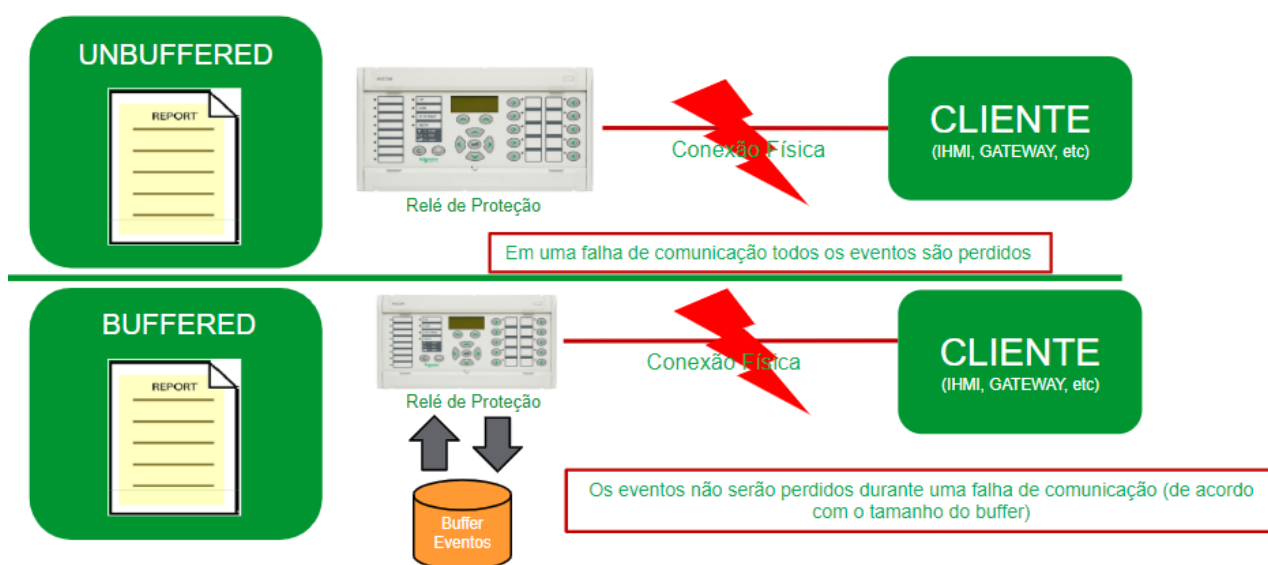 UNBUFFERED
REPORT
Relé de Proteção
Conexão Física
CLIENTE
(IHMI, GATEWAY, etc)
Em uma falha de comunicação todos os eventos são perdidos
BUFFERED
REPORT
Relé de Proteção
Conexão Física
CLIENTE
(IHMI, GATEWAY, etc)
Buffer
Eventos
Os eventos não serão perdidos durante uma falha de comunicação (de acordo
com o tamanho do buffer)